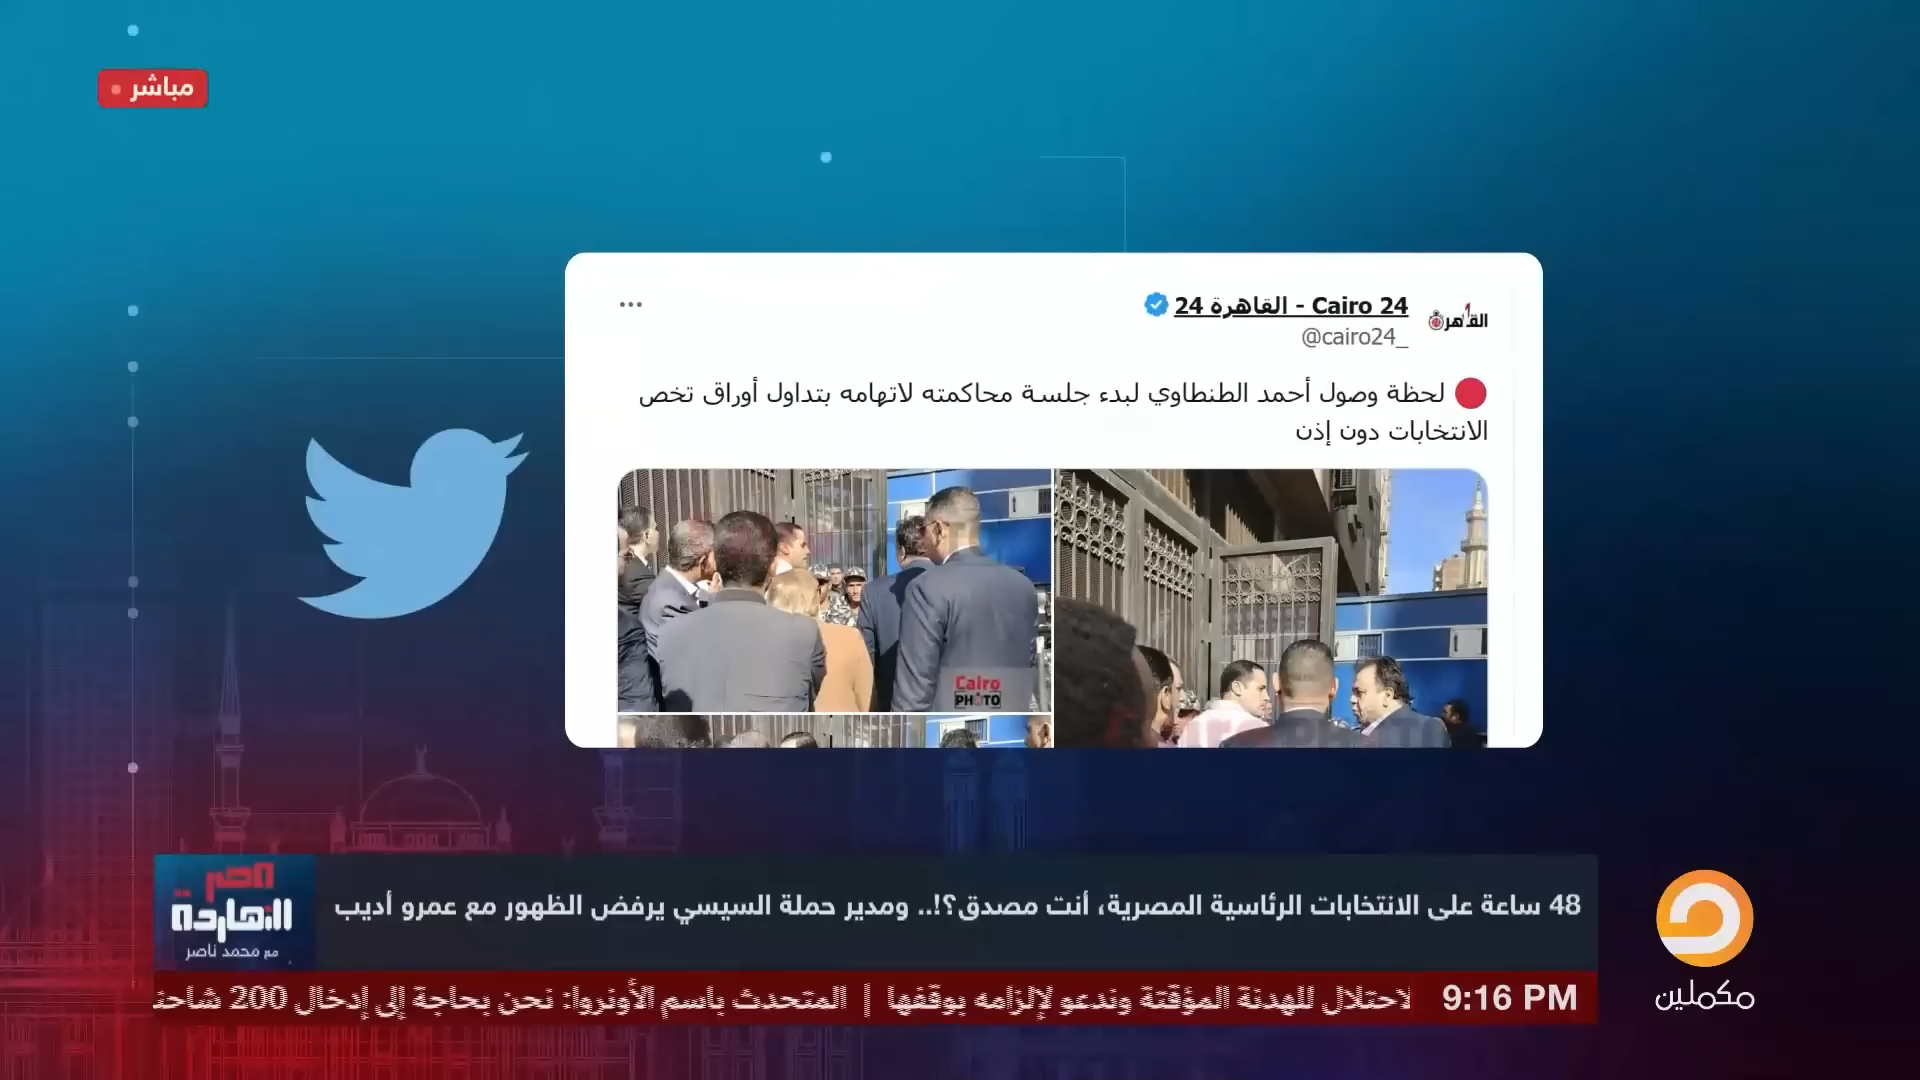 مباشر
Cairo 24 - القاهرة 24
@cairo24_
القاهرة
لحظة وصول أحمد الطنطاوي لبدء جلسة محاكمته لاتهامه بتداول أوراق تخص
الانتخابات دون إذن
Cairo
PHOTO
48 ساعة على الانتخابات الرئاسية المصرية، أنت مصدق؟!.. ومدير حملة السيسي يرفض الظهور مع عمرو أديب
مصر
النهاردة
مع محمد ناصر
لاحتلال للهدنة المؤقتة وندعو لإلزامه بوقفها | المتحدث باسم الأونروا: نحن بحاجة إلى إدخال 200 شاحنة
9:16 PM
مكملين